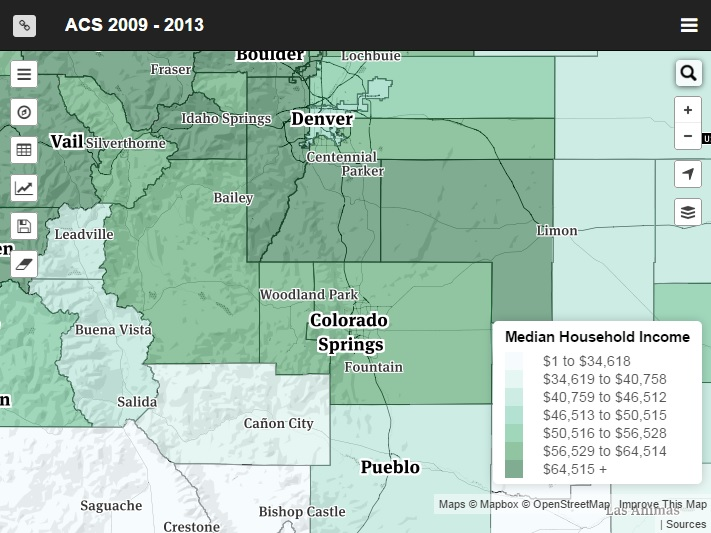 ACS 2009 - 2013
Boulder
Lochbuie
Fraser
Idaho Springs
Denver
Vail
Silverthorne
Centennial
Parker
Bailey
Leadville
Limon
en
Woodland Park
Colorado
Springs
Buena Vista
Fountain
n
Salida
Cañon City
Pueblo
Saguache
Bishop Castle
Crestone
Las Animas
+
−
Median Household Income
$1 to $34,618
$34,619 to $40,758
$40,759 to $46,512
$46,513 to $50,515
$50,516 to $56,528
$56,529 to $64,514
$64,515 +
Maps © Mapbox © OpenStreetMap Improve This Map
| Sources